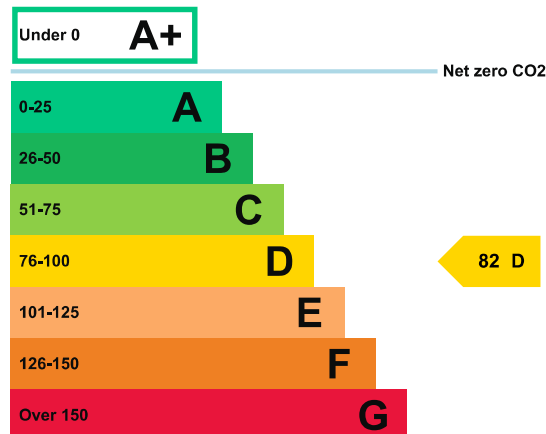 Under 0 A+
Net zero CO2
0-25 A
26-50 B
51-75 C
76-100 D
82 D
101-125 E
126-150 F
Over 150 G